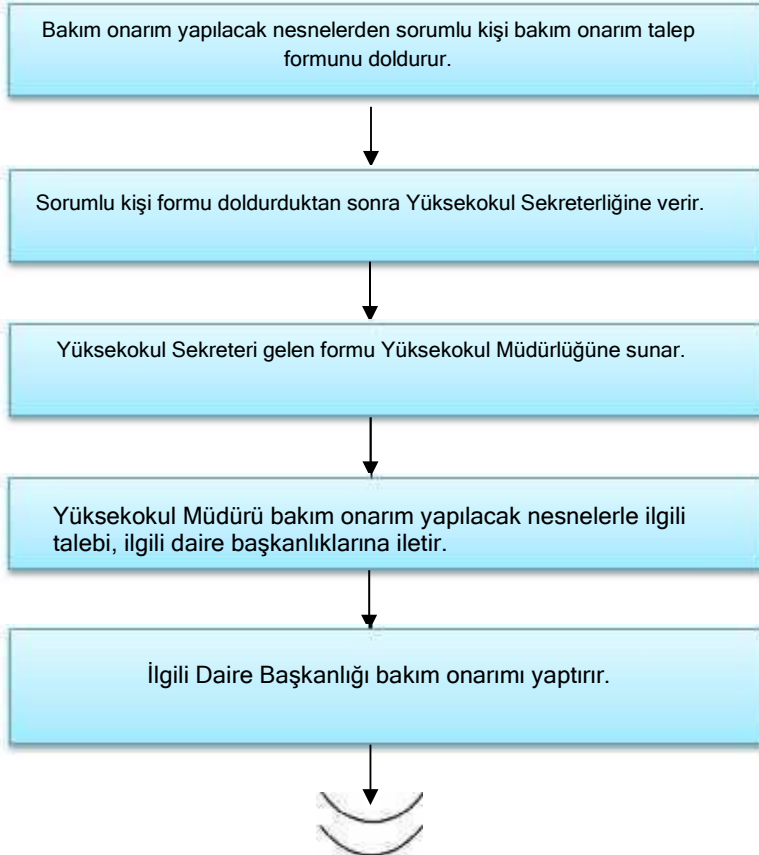 Bakım onarım yapılacak nesnelerden sorumlu kişi bakım onarım talep
formunu doldurur.
Sorumlu kişi formu doldurduktan sonra Yüksekokul Sekreterliğine verir.
Yüksekokul Sekreteri gelen formu Yüksekokul Müdürlüğüne sunar.
Yüksekokul Müdürü bakım onarım yapılacak nesnelerle ilgili
talebi, ilgili daire başkanlıklarına iletir.
İlgili Daire Başkanlığı bakım onarımı yaptırır.